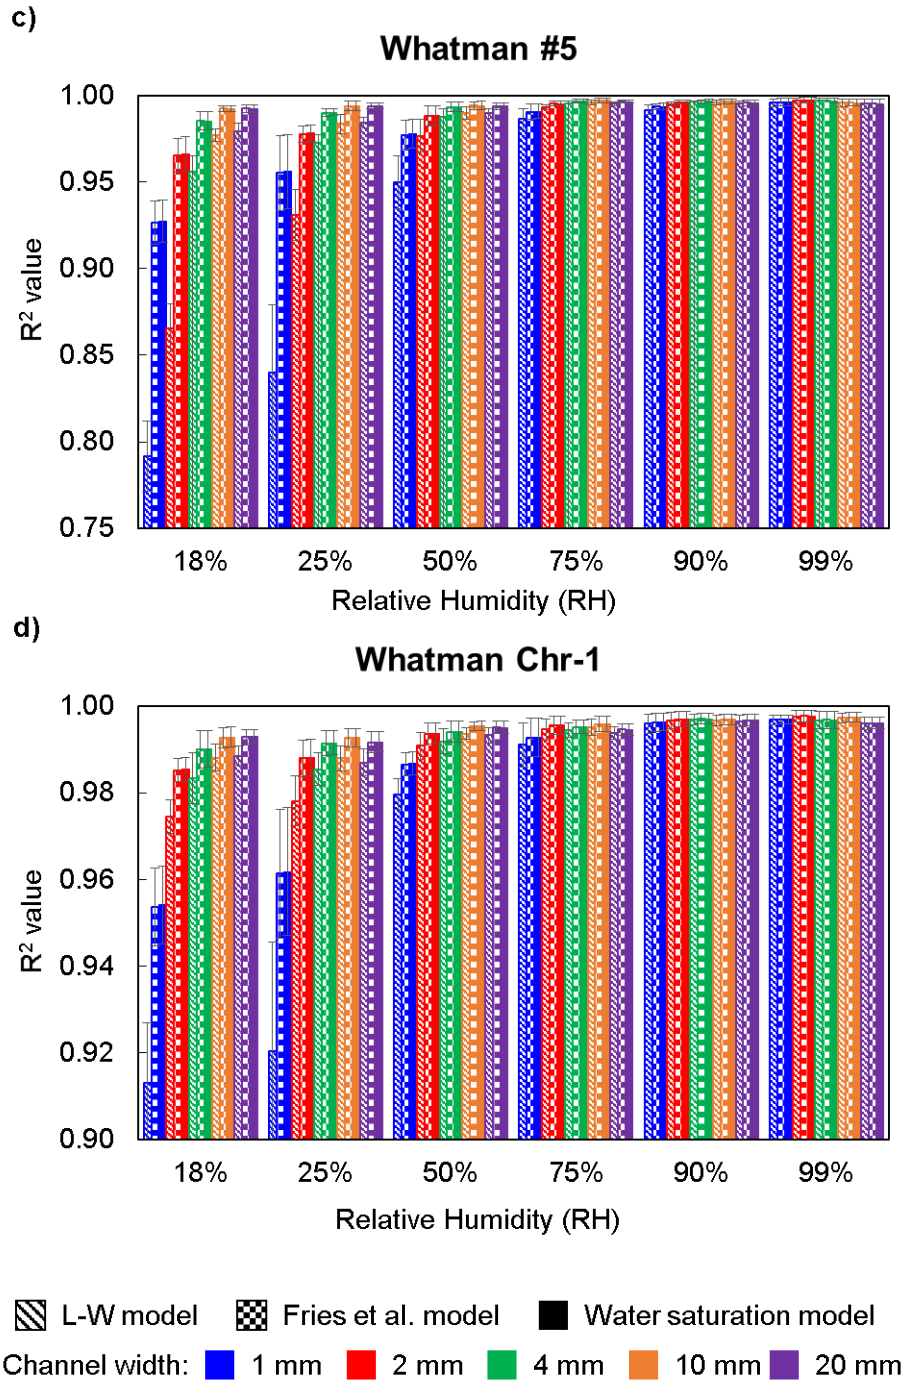 c)
Whatman #5
1.00
0.95
0.90
0.85
0.80
0.75
R² value
18% 25% 50% 75% 90% 99%
Relative Humidity (RH)
d)
Whatman Chr-1
1.00
0.98
0.96
0.94
0.92
0.90
R² value
18% 25% 50% 75% 90% 99%
Relative Humidity (RH)
L-W model Fries et al. model Water saturation model
Channel width: 1 mm 2 mm 4 mm 10 mm 20 mm